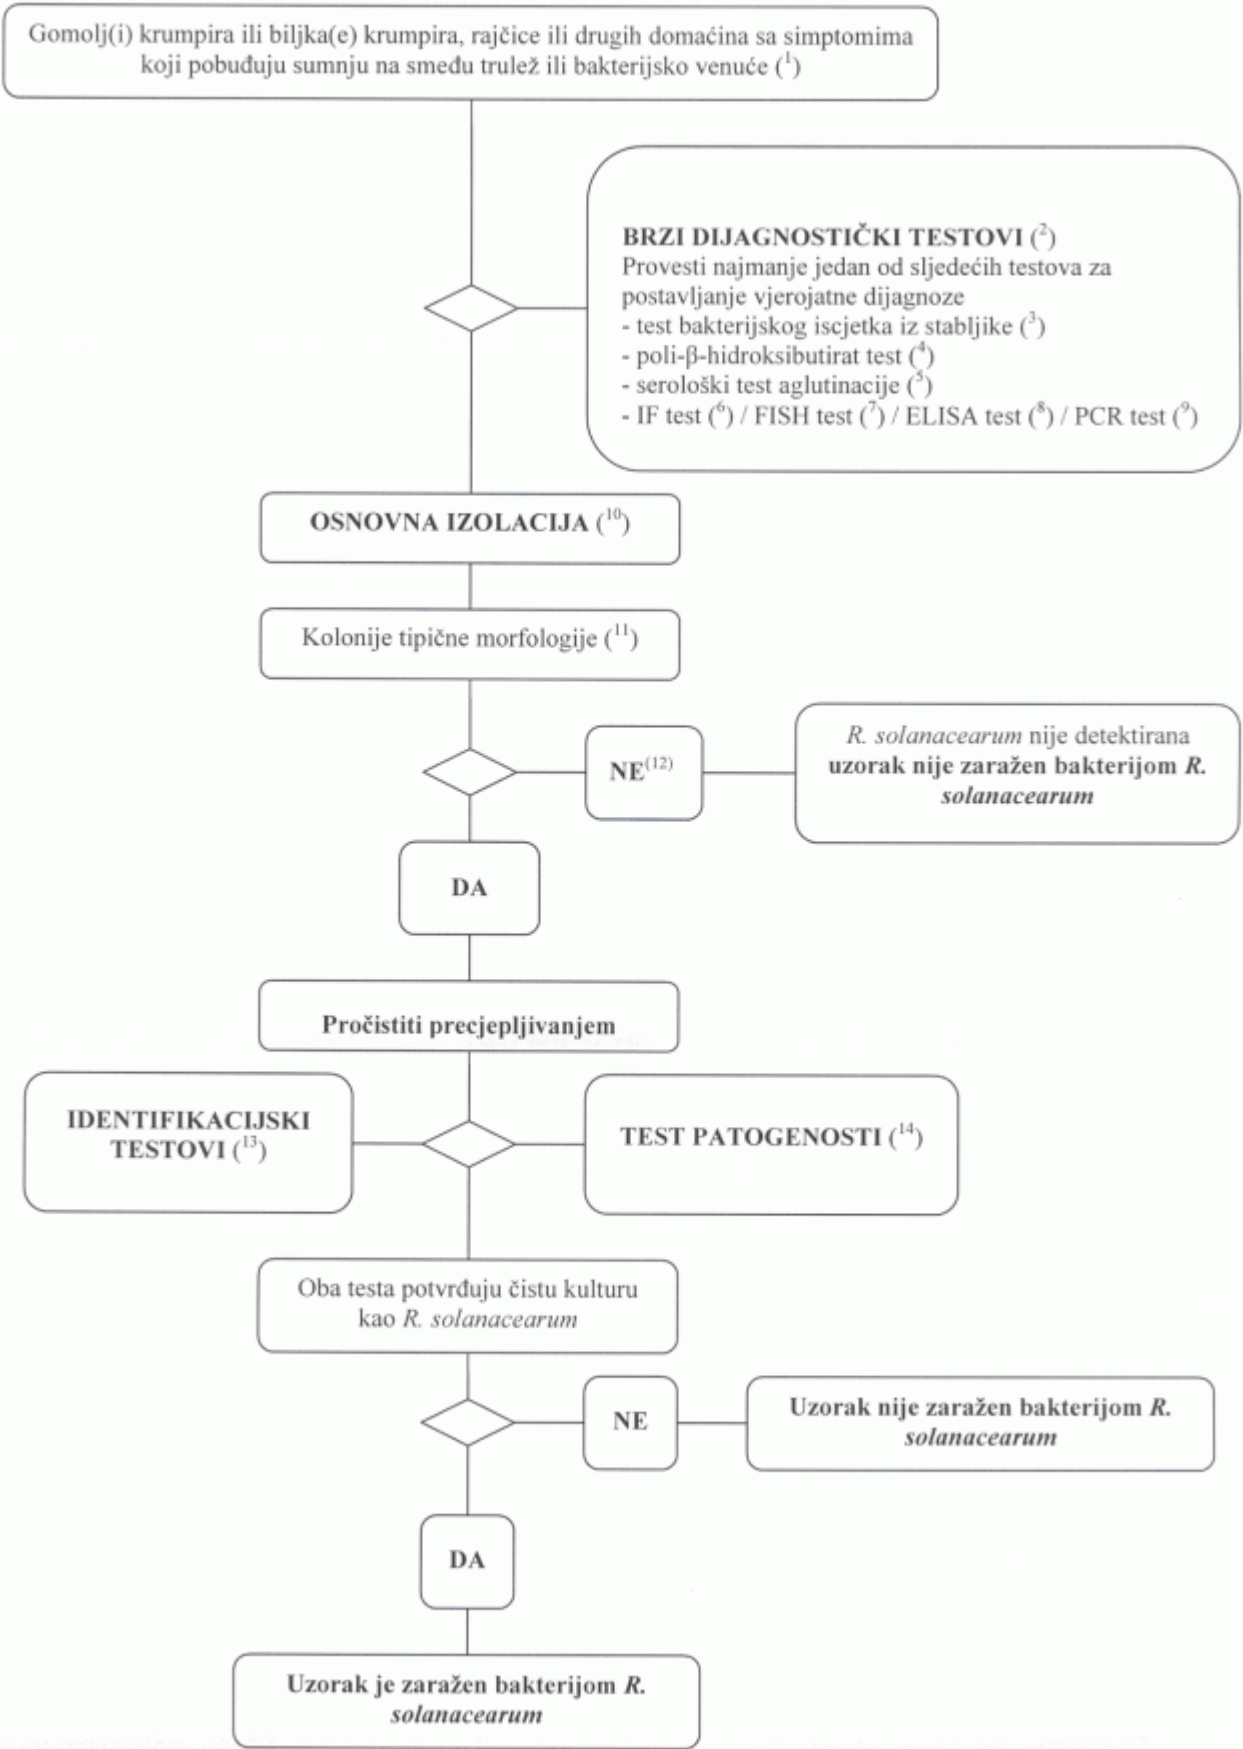 Gomolj(i) krumpira ili biljka(e) krumpira, rajčice ili drugih domaćina sa simptomima
koji pobuđuju sumnju na smeđu trulež ili bakterijsko venuće (¹)
BRZI DIJAGNOSTIČKI TESTOVI (²)
Provesti najmanje jedan od sljedećih testova za
postavljanje vjerojatne dijagnoze
- test bakterijskog iscjetka iz stabljike (³)
- poli-β-hidroksibutirat test (⁴)
- serološki test aglutinacije (⁵)
- IF test (⁶) / FISH test (⁷) / ELISA test (⁸) / PCR test (⁹)
OSNOVNA IZOLACIJA (¹⁰)
Kolonije tipične morfologije (¹¹)
NE⁽¹²⁾
R. solanacearum nije detektirana
uzorak nije zaražen bakterijom R.
solanacearum
DA
Pročistiti precjepljivanjem
IDENTIFIKACIJSKI
TESTOVI (¹³)
TEST PATOGENOSTI (¹⁴)
Oba testa potvrđuju čistu kulturu
kao R. solanacearum
NE
Uzorak nije zaražen bakterijom R.
solanacearum
DA
Uzorak je zaražen bakterijom R.
solanacearum